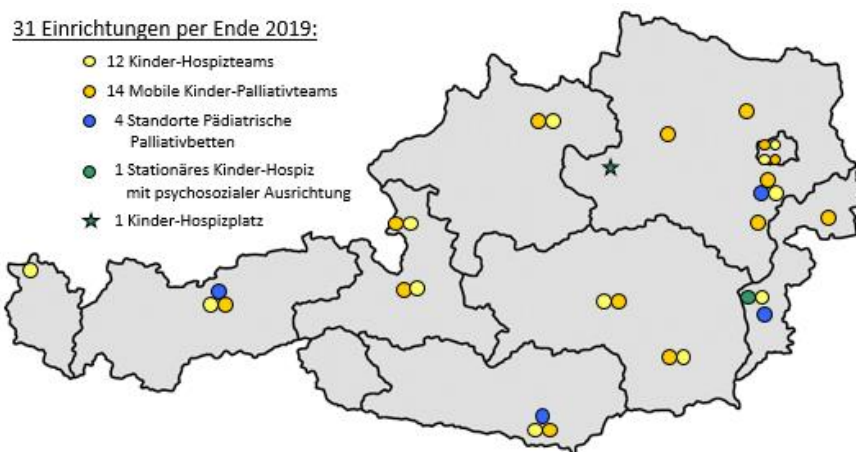 31 Einrichtungen per Ende 2019:
12 Kinder-Hospizteams
14 Mobile Kinder-Palliativteams
4 Standorte Pädiatrische
Palliativbetten
1 Stationäres Kinder-Hospiz
mit psychosozialer Ausrichtung
1 Kinder-Hospizplatz